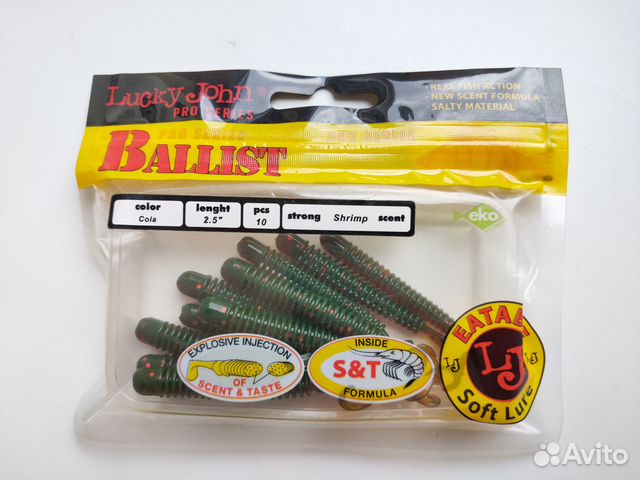 Lucky John®
PRO SERIES
BALLIST
· REAL FISH ACTION
· NEW SCENT FORMULA ·
· SALTY MATERIAL
color
Cola
lenght
2.5"
pcs
10
strong Shrimp scent
eko
EXPLOSIVE INJECTION
OF
SCENT & TASTE
INSIDE
S&T
FORMULA
LJ
LJ
Soft Lure
Avito